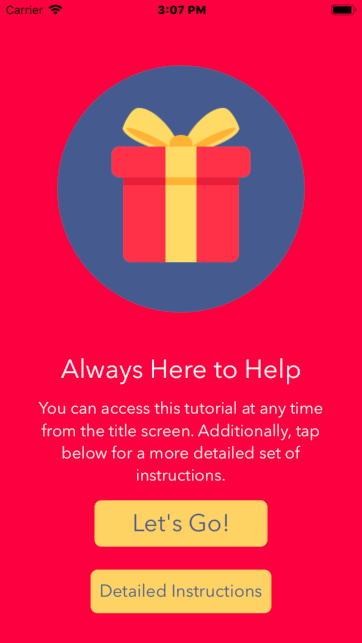 Carrier 3:07 PM
Always Here to Help
You can access this tutorial at any time
from the title screen. Additionally, tap
below for a more detailed set of
instructions.
Let's Go!
Detailed Instructions